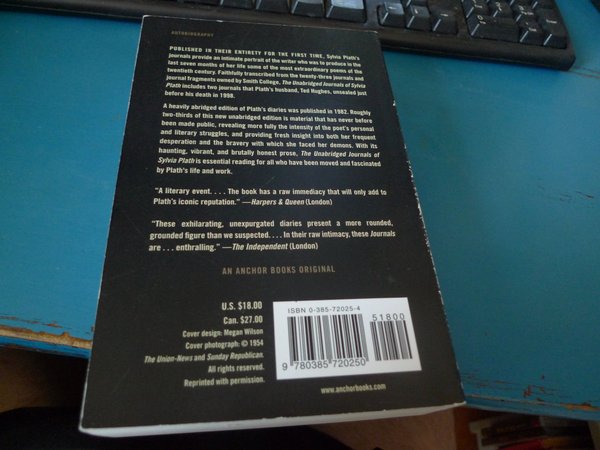 AUTOBIOGRAPHY
PUBLISHED IN THEIR ENTIRETY FOR THE FIRST TIME, Sylvia Plath's
journals provide an intimate portrait of the writer who was to produce in the
last seven months of her life some of the most extraordinary poems of the
twentieth century. Faithfully transcribed from the twenty-three journals and
journal fragments owned by Smith College, The Unabridged Journals of Sylvia
Plath includes two journals that Plath's husband, Ted Hughes, unsealed just
before his death in 1998.
A heavily abridged edition of Plath's diaries was published in 1982. Roughly
two-thirds of this new unabridged edition is material that has never before
been made public, revealing more fully the intensity of the poet's personal
and literary struggles, and providing fresh insight into both her frequent
desperation and the bravery with which she faced her demons. With its
haunting, vibrant, and brutally honest prose, The Unabridged Journals of
Sylvia Plath is essential reading for all who have been moved and fascinated
by Plath's life and work.
"A literary event. . . . The book has a raw immediacy that will only add to
Plath's iconic reputation." —Harpers & Queen (London)
"These exhilarating, unexpurgated diaries present a more rounded,
grounded figure than we suspected. . . . In their raw intimacy, these Journals
are . . . enthralling." —The Independent (London)
AN ANCHOR BOOKS ORIGINAL
U.S. $18.00
Can. $27.00
Cover design: Megan Wilson
Cover photograph: © 1954
The Union-News and Sunday Republican.
All rights reserved.
Reprinted with permission.
ISBN 0-385-72025-4
51800
9 780385 720250
www.anchorbooks.com